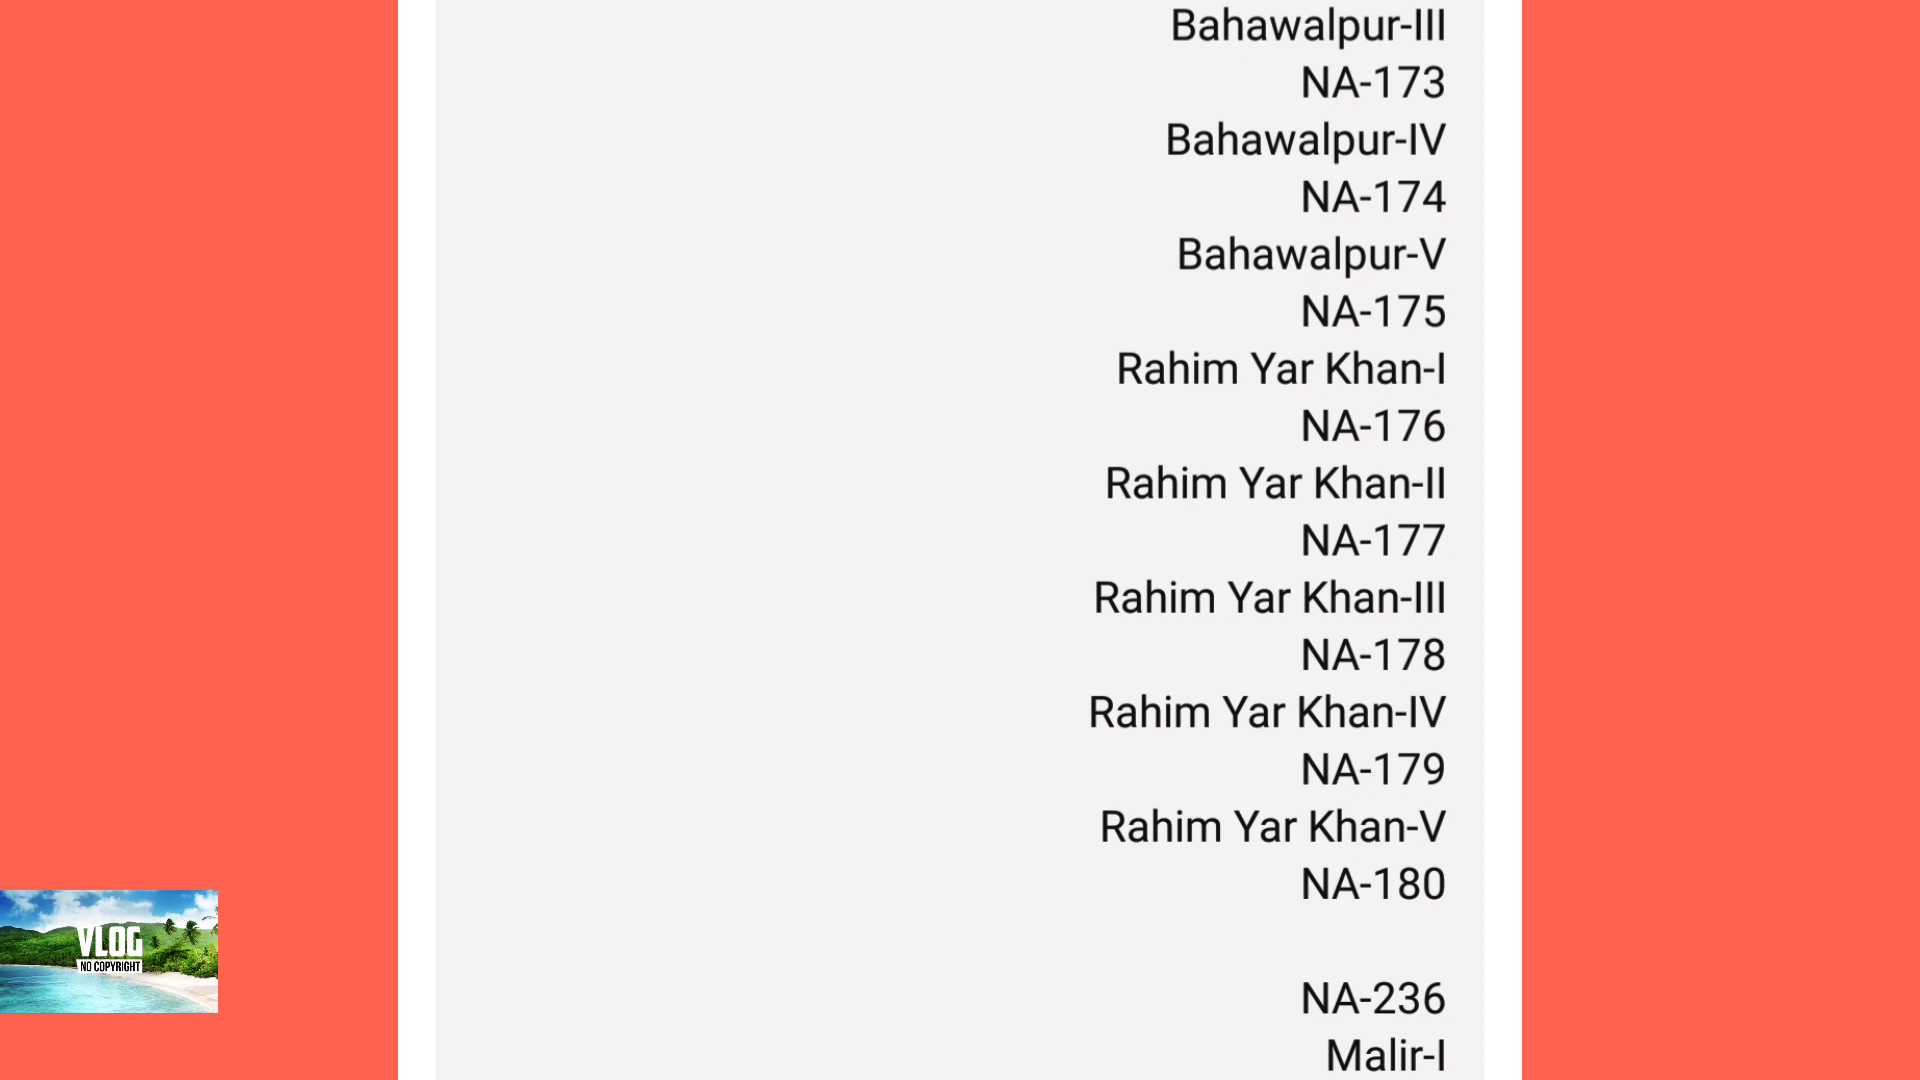 Bahawalpur-III
NA-173
Bahawalpur-IV
NA-174
Bahawalpur-V
NA-175
Rahim Yar Khan-I
NA-176
Rahim Yar Khan-II
NA-177
Rahim Yar Khan-III
NA-178
Rahim Yar Khan-IV
NA-179
Rahim Yar Khan-V
NA-180
NA-236
Malir-I
VLOG
NO COPYRIGHT